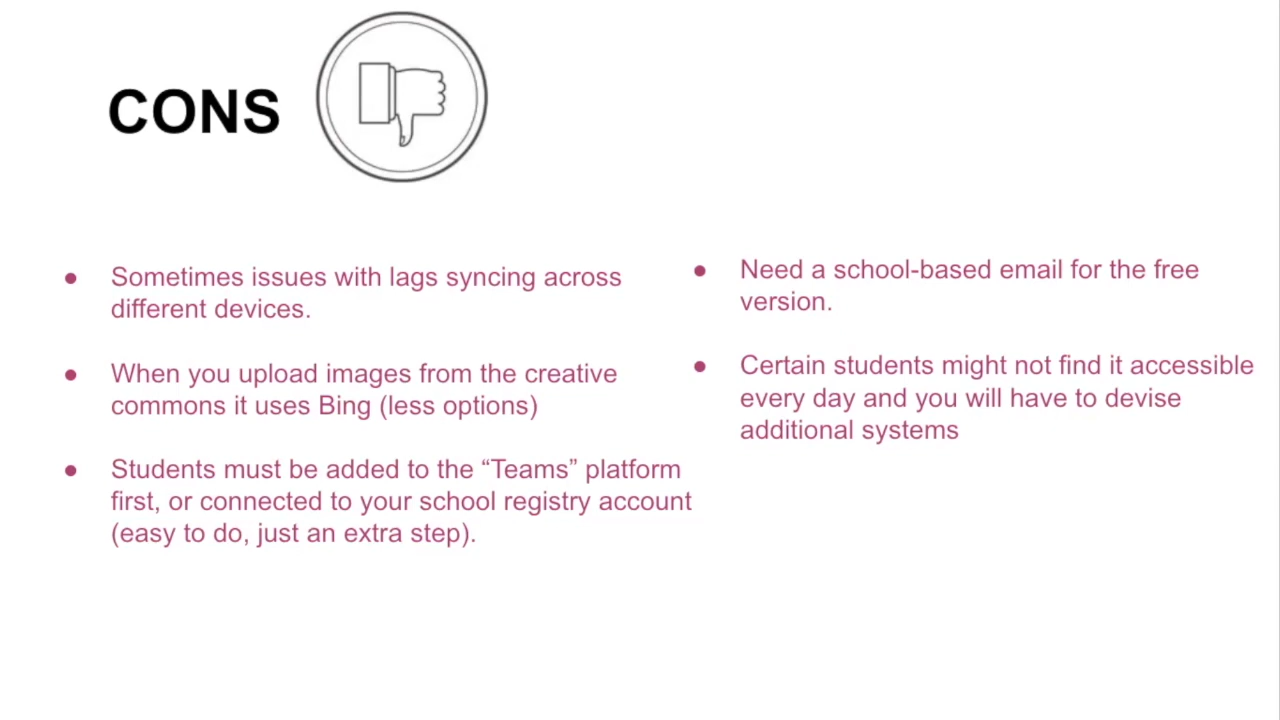 CONS
● Sometimes issues with lags syncing across
different devices.
● When you upload images from the creative
commons it uses Bing (less options)
● Students must be added to the “Teams” platform
first, or connected to your school registry account
(easy to do, just an extra step).
● Need a school-based email for the free
version.
● Certain students might not find it accessible
every day and you will have to devise
additional systems